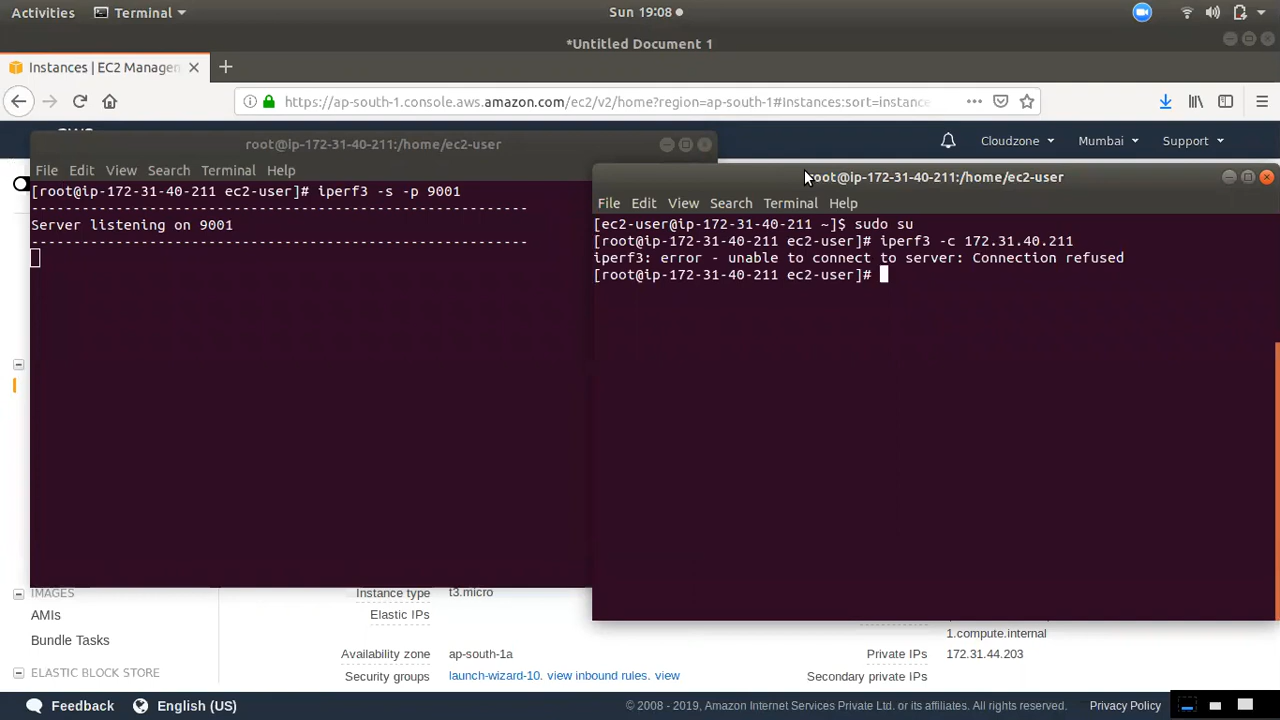 Activities
Terminal
Sun 19:08
*Untitled Document 1
Instances | EC2 Managen
https://ap-south-1.console.aws.amazon.com/ec2/v2/home?region=ap-south-1#Instances:sort=instance
Cloudzone
Mumbai
Support
root@ip-172-31-40-211:/home/ec2-user
File Edit View Search Terminal Help
[root@ip-172-31-40-211 ec2-user]# iperf3 -s -p 9001
-----------------------------------------------------------
Server listening on 9001
-----------------------------------------------------------
root@ip-172-31-40-211:/home/ec2-user
File Edit View Search Terminal Help
[ec2-user@ip-172-31-40-211 ~]$ sudo su
[root@ip-172-31-40-211 ec2-user]# iperf3 -c 172.31.40.211
iperf3: error - unable to connect to server: Connection refused
[root@ip-172-31-40-211 ec2-user]#
IMAGES
AMIs
Bundle Tasks
ELASTIC BLOCK STORE
Instance type
t3.micro
Elastic IPs
1.compute.internal
Availability zone
ap-south-1a
Private IPs
172.31.44.203
Security groups
launch-wizard-10. view inbound rules. view
Secondary private IPs
Feedback
English (US)
© 2008 - 2019, Amazon Internet Services Private Ltd. or its affiliates. All rights reserved.
Privacy Policy